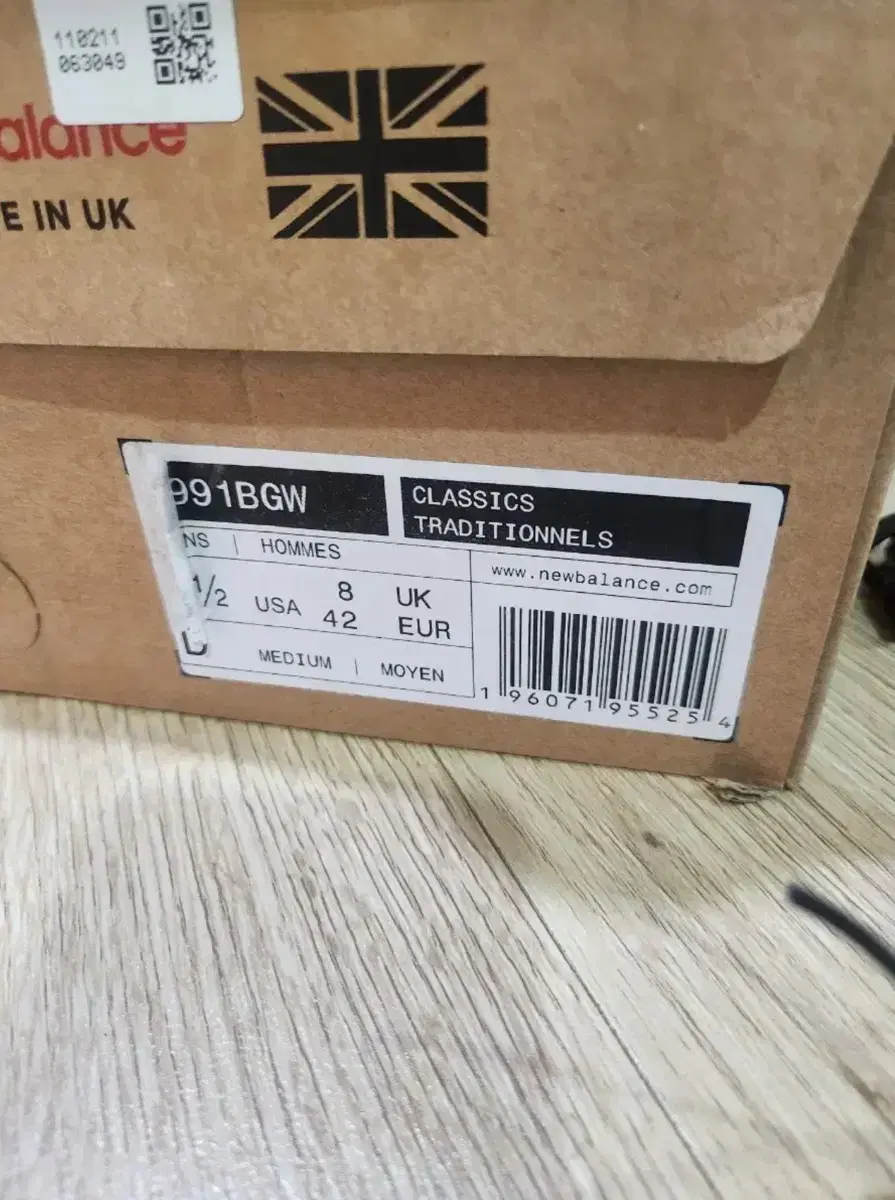 110211
063049
alance
E IN UK
991BGW
CLASSICS
TRADITIONNELS
NS | HOMMES
www.newbalance.com
1/2 USA 8 UK
42 EUR
D MEDIUM | MOYEN
1 96071 95525 4